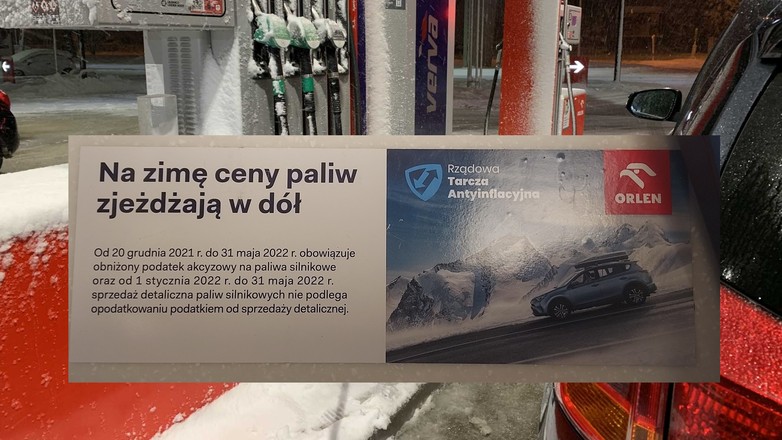 verva
Na zimę ceny paliw
zjeżdżają w dół
Od 20 grudnia 2021 r. do 31 maja 2022 r. obowiązuje
obniżony podatek akcyzowy na paliwa silnikowe
oraz od 1 stycznia 2022 r. do 31 maja 2022 r.
sprzedaż detaliczna paliw silnikowych nie podlega
opodatkowaniu podatkiem od sprzedaży detalicznej.
Rządowa
Tarcza
Antyinflacyjna
ORLEN